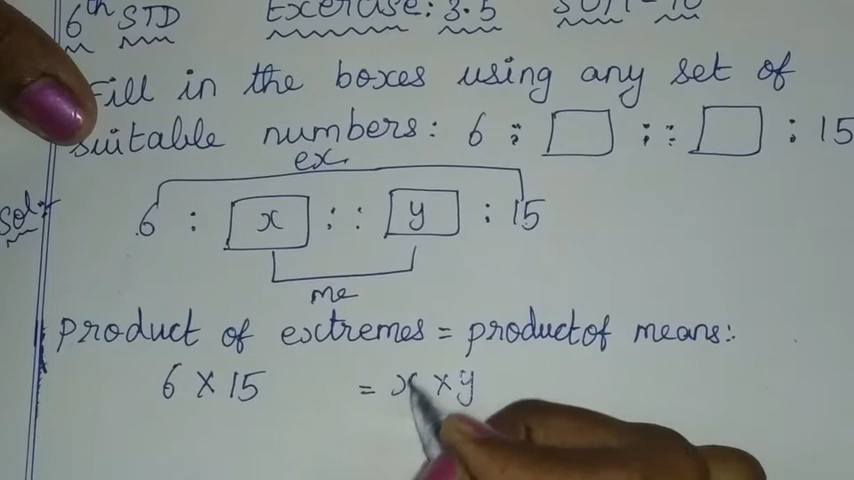 6th STD Exercise: 3.5
Fill in the boxes using any set of
suitable numbers: 6 : □ :: □ : 15
ex.
Sol:-
6 : x :: y : 15
me
product of extremes = product of means:
6 × 15 = x × y